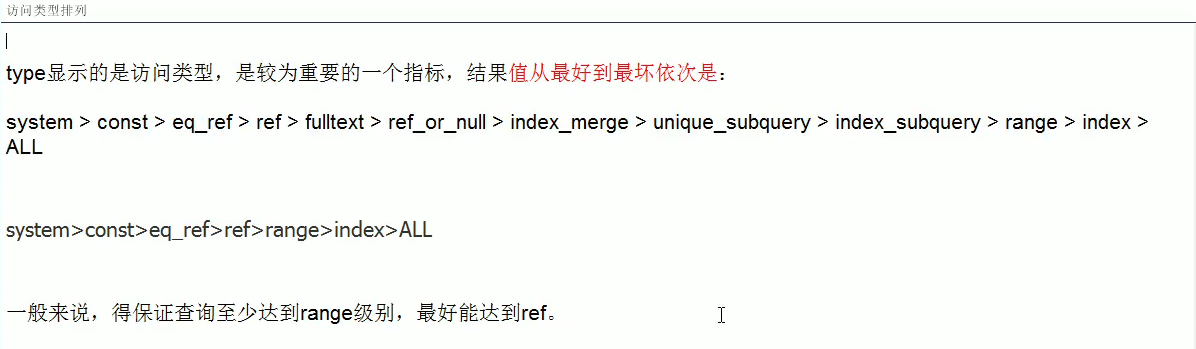 访问类型排列
type显示的是访问类型，是较为重要的一个指标，结果值从最好到最坏依次是：
system > const > eq_ref > ref > fulltext > ref_or_null > index_merge > unique_subquery > index_subquery > range > index >
ALL
system>const>eq_ref>ref>range>index>ALL
一般来说，得保证查询至少达到range级别，最好能达到ref。